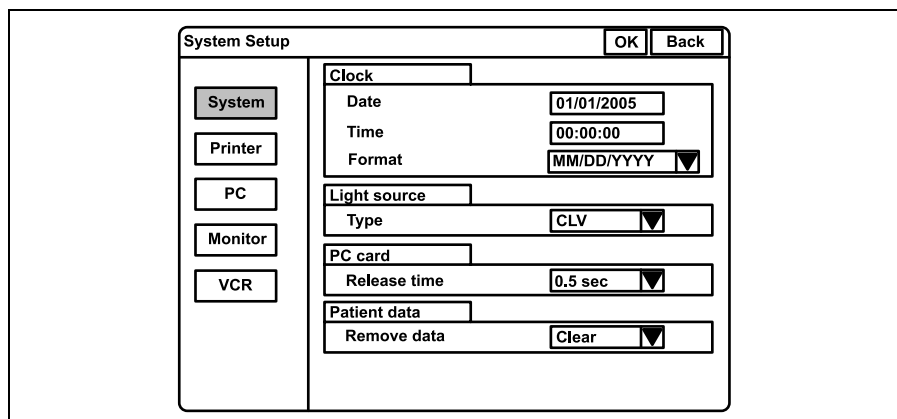 System Setup OK Back
System
Printer
PC
Monitor
VCR
Clock
Date 01/01/2005
Time 00:00:00
Format MM/DD/YYYY
Light source
Type CLV
PC card
Release time 0.5 sec
Patient data
Remove data Clear